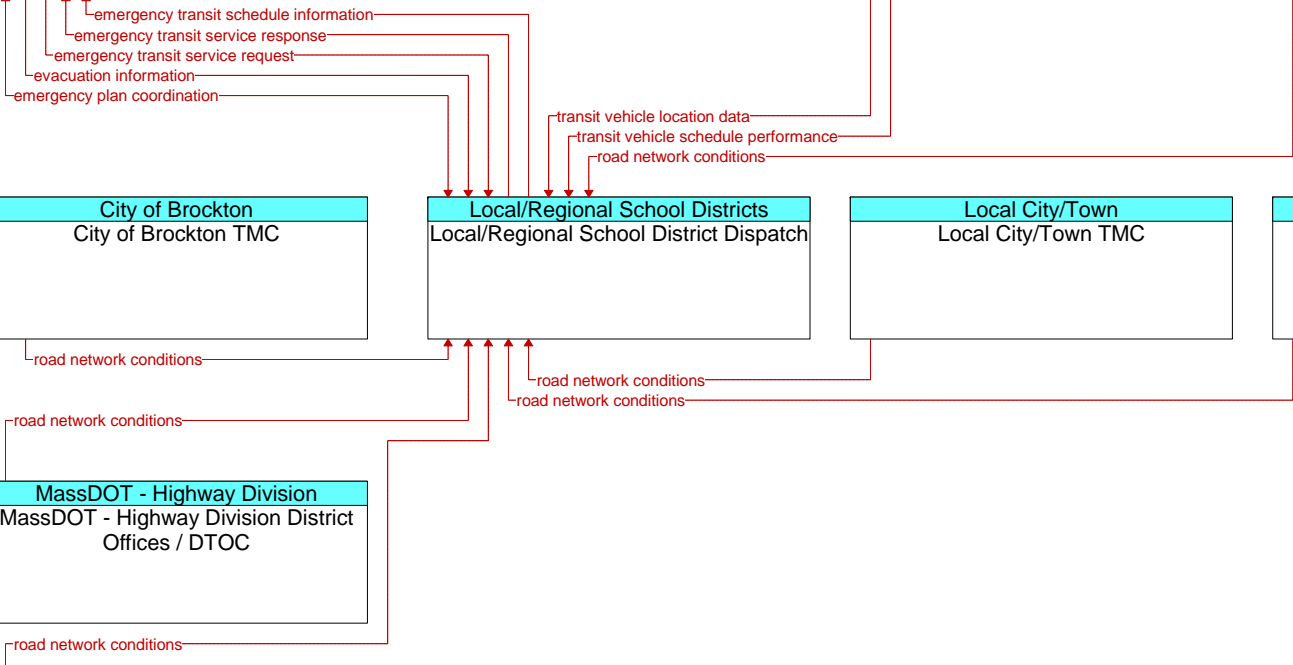 emergency transit schedule information
emergency transit service response
emergency transit service request
evacuation information
emergency plan coordination
transit vehicle location data
transit vehicle schedule performance
road network conditions
City of Brockton
City of Brockton TMC
Local/Regional School Districts
Local/Regional School District Dispatch
Local City/Town
Local City/Town TMC
road network conditions
road network conditions
road network conditions
road network conditions
MassDOT - Highway Division
MassDOT - Highway Division District
Offices / DTOC
road network conditions